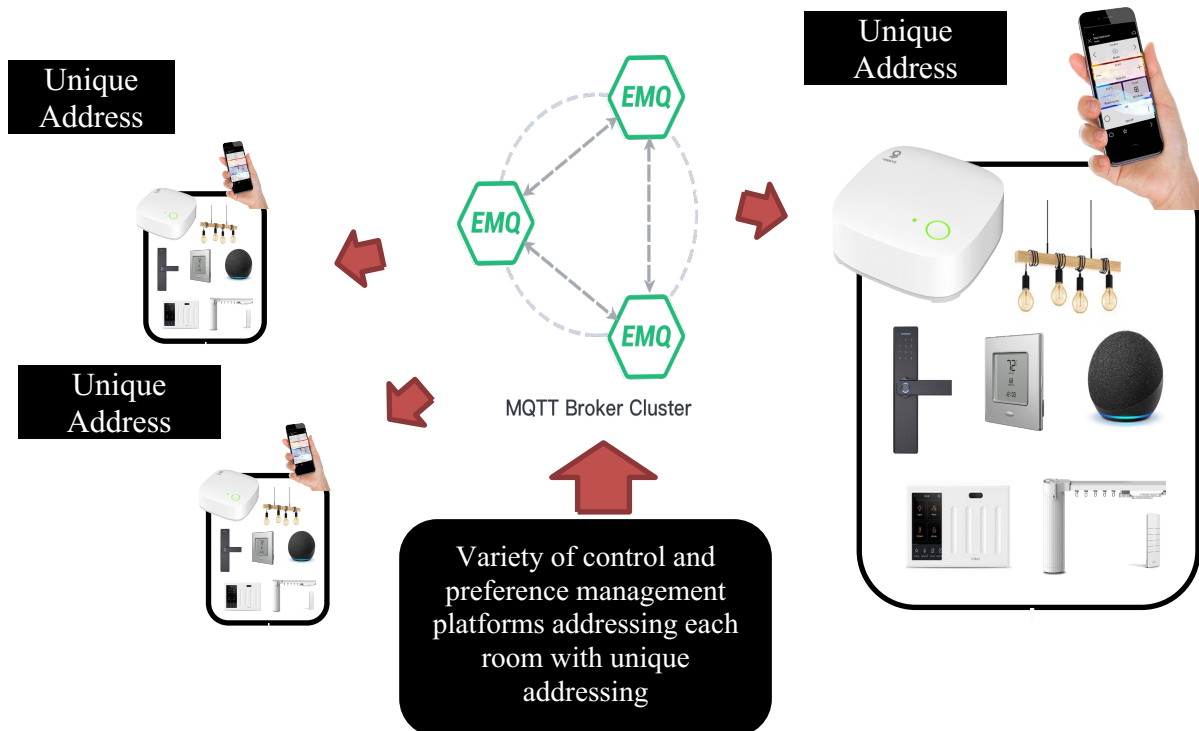 Unique
Address
Unique
Address
Unique
Address
EMQ
EMQ
EMQ
MQTT Broker Cluster
Variety of control and
preference management
platforms addressing each
room with unique
addressing
72